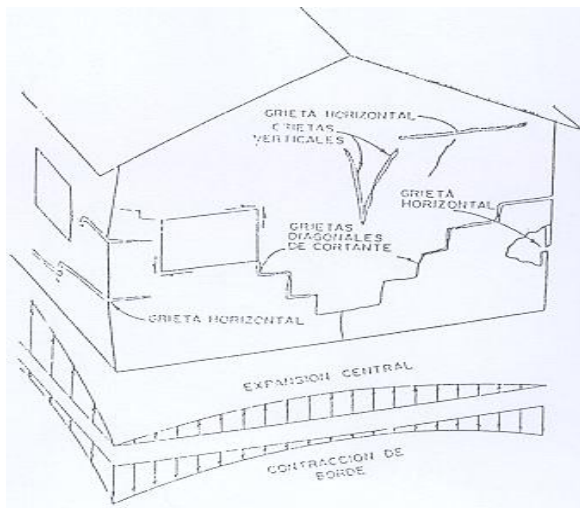 GRIETA HORIZONTAL
GRIETAS
VERTICALES
GRIETA
HORIZONTAL
GRIETAS
DIAGONALES
DE CORTANTE
GRIETA HORIZONTAL
EXPANSION CENTRAL
CONTRACCION DE
BORDE